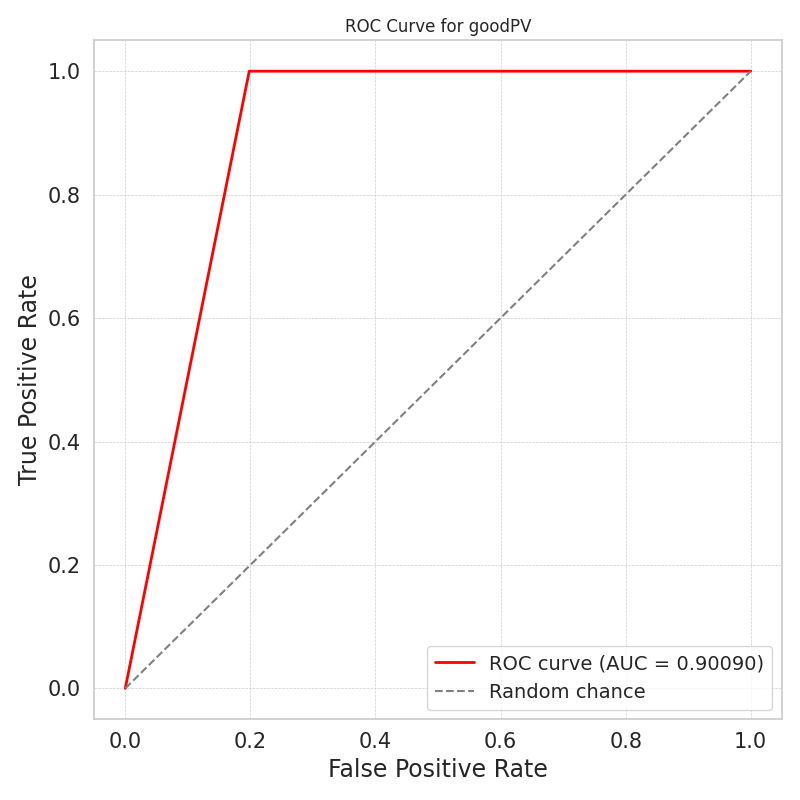 ROC Curve for goodPV
1.0
0.8
0.6
0.4
0.2
0.0
True Positive Rate
ROC curve (AUC = 0.90090)
Random chance
0.0 0.2 0.4 0.6 0.8 1.0
False Positive Rate